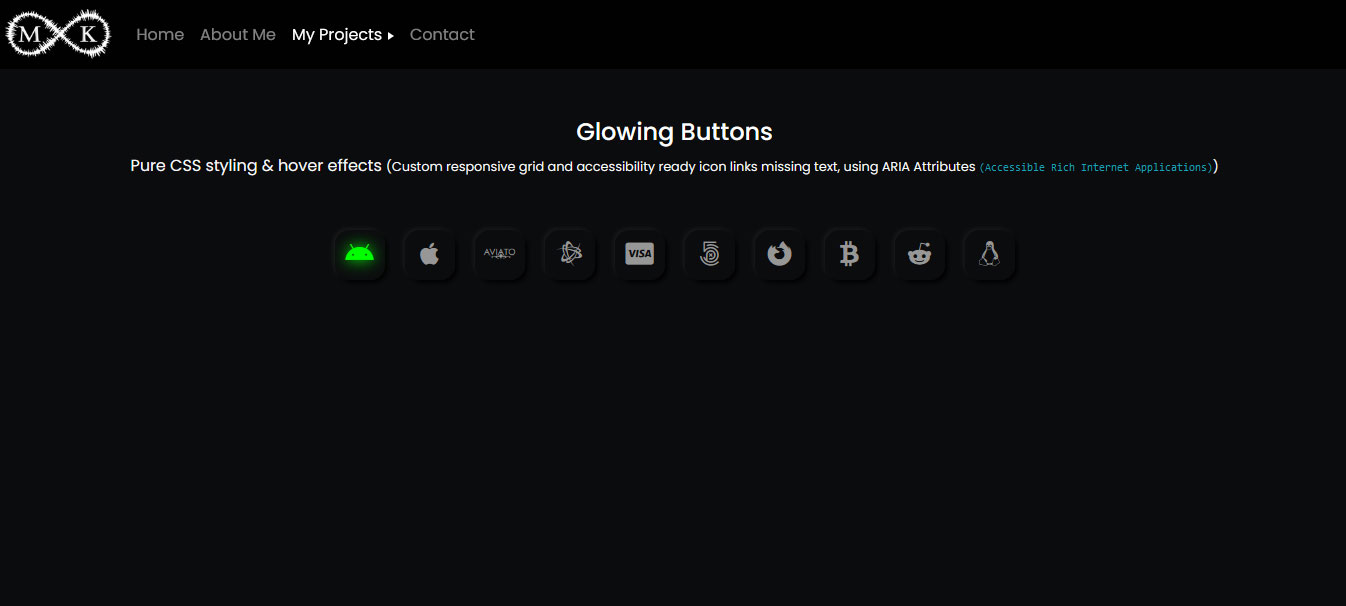 M K
Home About Me My Projects Contact
Glowing Buttons
Pure CSS styling & hover effects (Custom responsive grid and accessibility ready icon links missing text, using ARIA Attributes (Accessible Rich Internet Applications))
AVIATO
VISA